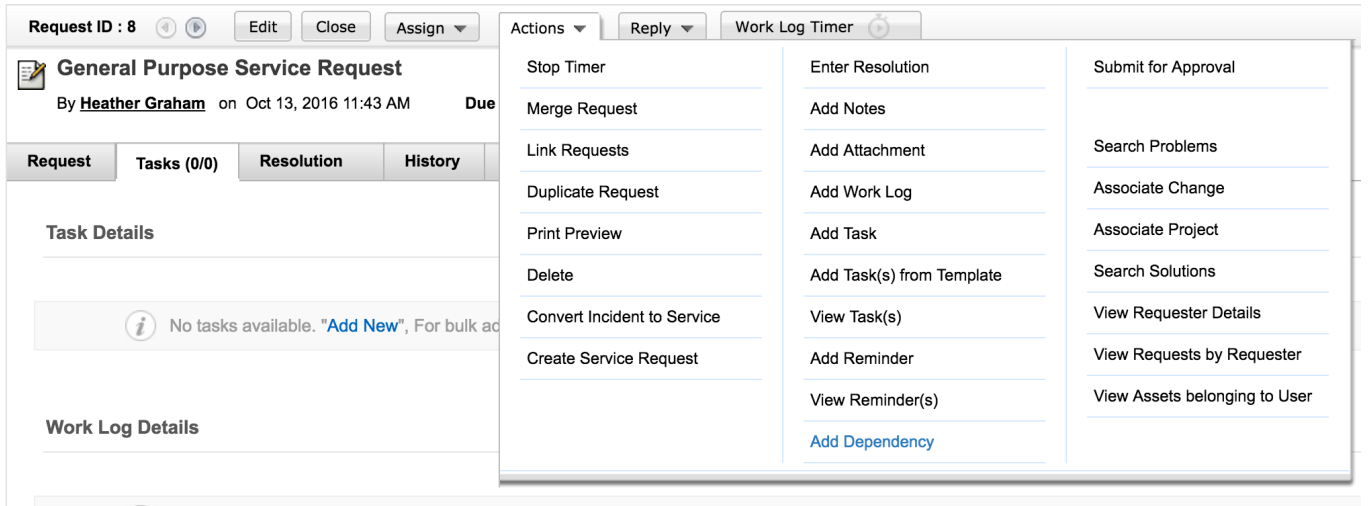 Request ID : 8
Edit
Close
Assign
Actions
Reply
Work Log Timer
General Purpose Service Request
By Heather Graham on Oct 13, 2016 11:43 AM Due
Request
Tasks (0/0)
Resolution
History
Task Details
No tasks available. "Add New", For bulk ad
Work Log Details
Stop Timer
Merge Request
Link Requests
Duplicate Request
Print Preview
Delete
Convert Incident to Service
Create Service Request
Enter Resolution
Add Notes
Add Attachment
Add Work Log
Add Task
Add Task(s) from Template
View Task(s)
Add Reminder
View Reminder(s)
Add Dependency
Submit for Approval
Search Problems
Associate Change
Associate Project
Search Solutions
View Requester Details
View Requests by Requester
View Assets belonging to User